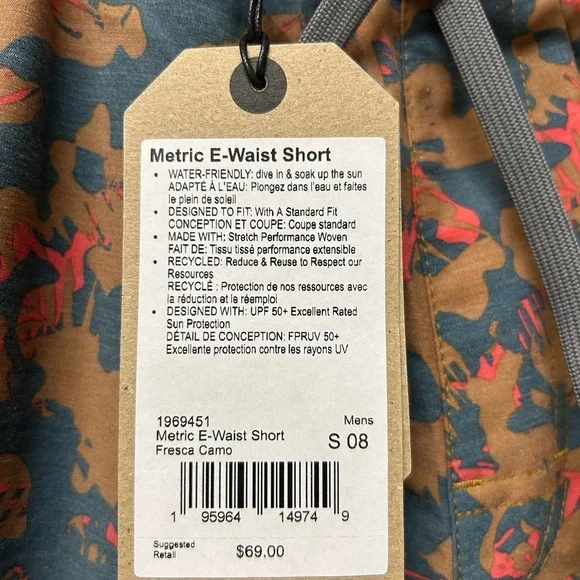 Metric E-Waist Short
• WATER-FRIENDLY: dive in & soak up the sun
ADAPTÉ À L'EAU: Plongez dans l'eau et faites
le plein de soleil
• DESIGNED TO FIT: With A Standard Fit
CONCEPTION ET COUPE: Coupe standard
• MADE WITH: Stretch Performance Woven
FAIT DE: Tissu tissé performance extensible
• RECYCLED: Reduce & Reuse to Respect our
Resources
RECYCLÉ : Protection de nos ressources avec
la réduction et le réemploi
• DESIGNED WITH: UPF 50+ Excellent Rated
Sun Protection
DÉTAIL DE CONCEPTION: FPRUV 50+
Excellente protection contre les rayons UV
1969451 Mens
Metric E-Waist Short S 08
Fresca Camo
1 95964 14974 9
Suggested
Retail $69.00